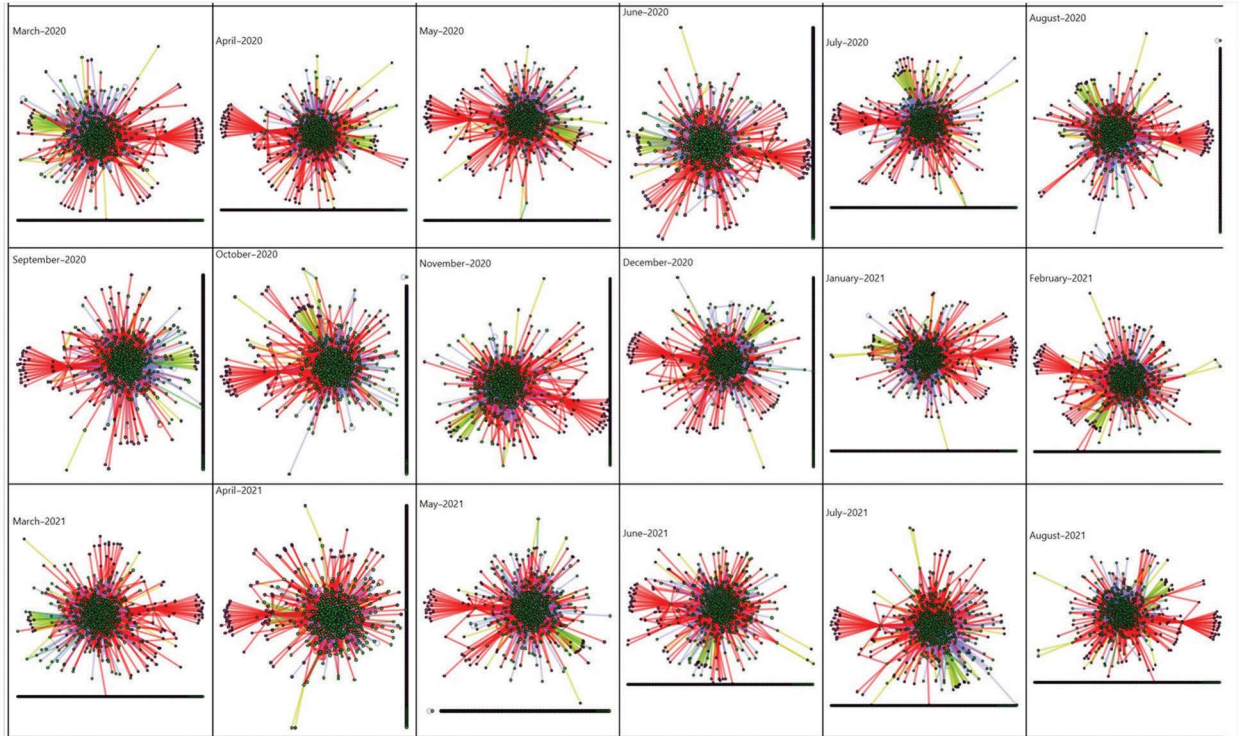 March–2020
April–2020
May–2020
June–2020
July–2020
August–2020
September–2020
October–2020
November–2020
December–2020
January–2021
February–2021
March–2021
April–2021
May–2021
June–2021
July–2021
August–2021